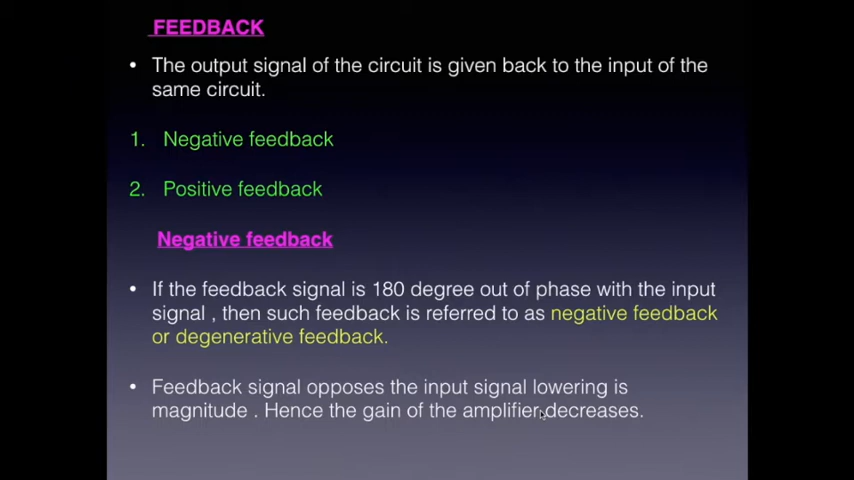 FEEDBACK
• The output signal of the circuit is given back to the input of the
same circuit.
1. Negative feedback
2. Positive feedback
Negative feedback
• If the feedback signal is 180 degree out of phase with the input
signal , then such feedback is referred to as negative feedback
or degenerative feedback.
• Feedback signal opposes the input signal lowering is
magnitude . Hence the gain of the amplifier decreases.